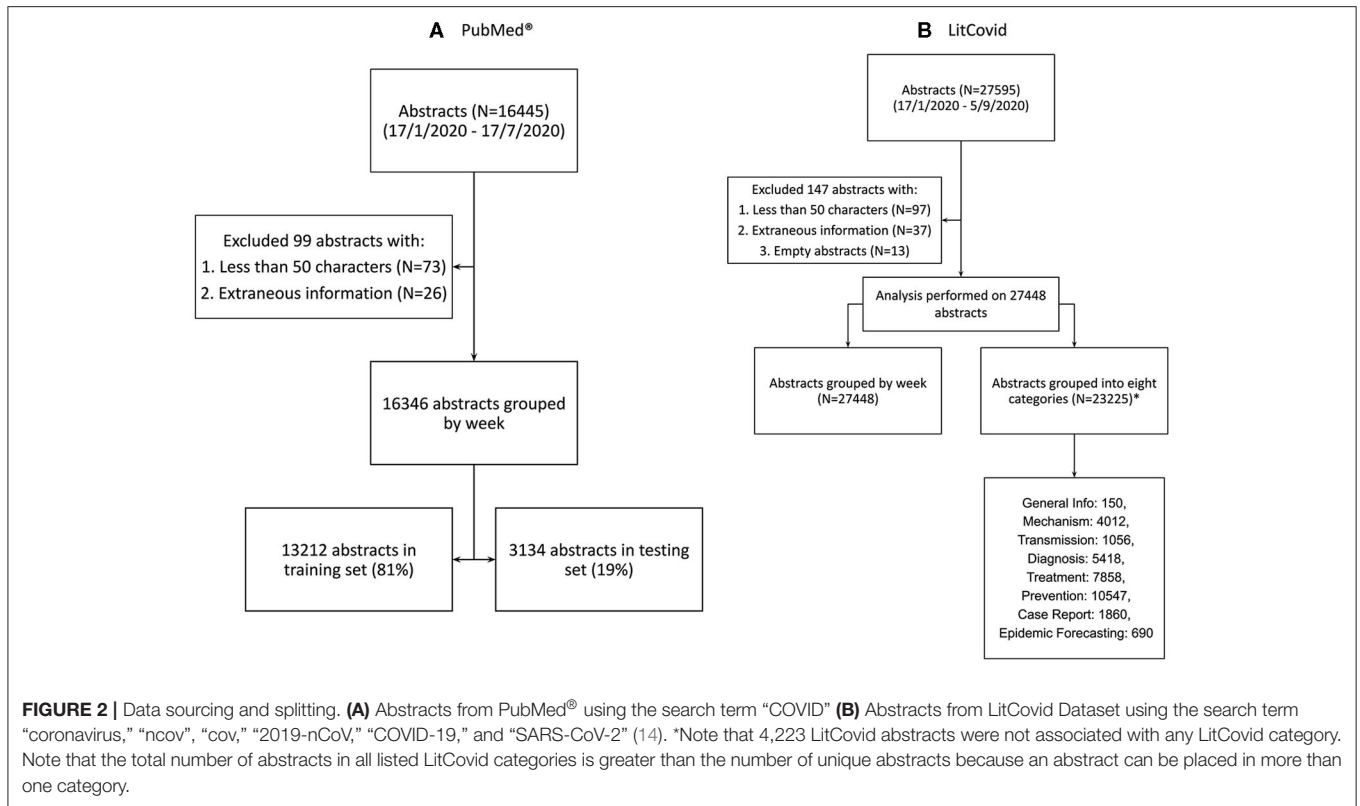 A PubMed®
Abstracts (N=16445)
(17/1/2020 - 17/7/2020)
Excluded 99 abstracts with:
1. Less than 50 characters (N=73)
2. Extraneous information (N=26)
16346 abstracts grouped
by week
13212 abstracts in
training set (81%)
3134 abstracts in testing
set (19%)
B LitCovid
Abstracts (N=27595)
(17/1/2020 - 5/9/2020)
Excluded 147 abstracts with:
1. Less than 50 characters (N=97)
2. Extraneous information (N=37)
3. Empty abstracts (N=13)
Analysis performed on 27448
abstracts
Abstracts grouped by week
(N=27448)
Abstracts grouped into eight
categories (N=23225)*
General Info: 150,
Mechanism: 4012,
Transmission: 1056,
Diagnosis: 5418,
Treatment: 7858,
Prevention: 10547,
Case Report: 1860,
Epidemic Forecasting: 690
FIGURE 2 | Data sourcing and splitting. (A) Abstracts from PubMed® using the search term “COVID” (B) Abstracts from LitCovid Dataset using the search term
“coronavirus,” “ncov”, “cov,” “2019-nCoV,” “COVID-19,” and “SARS-CoV-2” (14). *Note that 4,223 LitCovid abstracts were not associated with any LitCovid category.
Note that the total number of abstracts in all listed LitCovid categories is greater than the number of unique abstracts because an abstract can be placed in more than
one category.